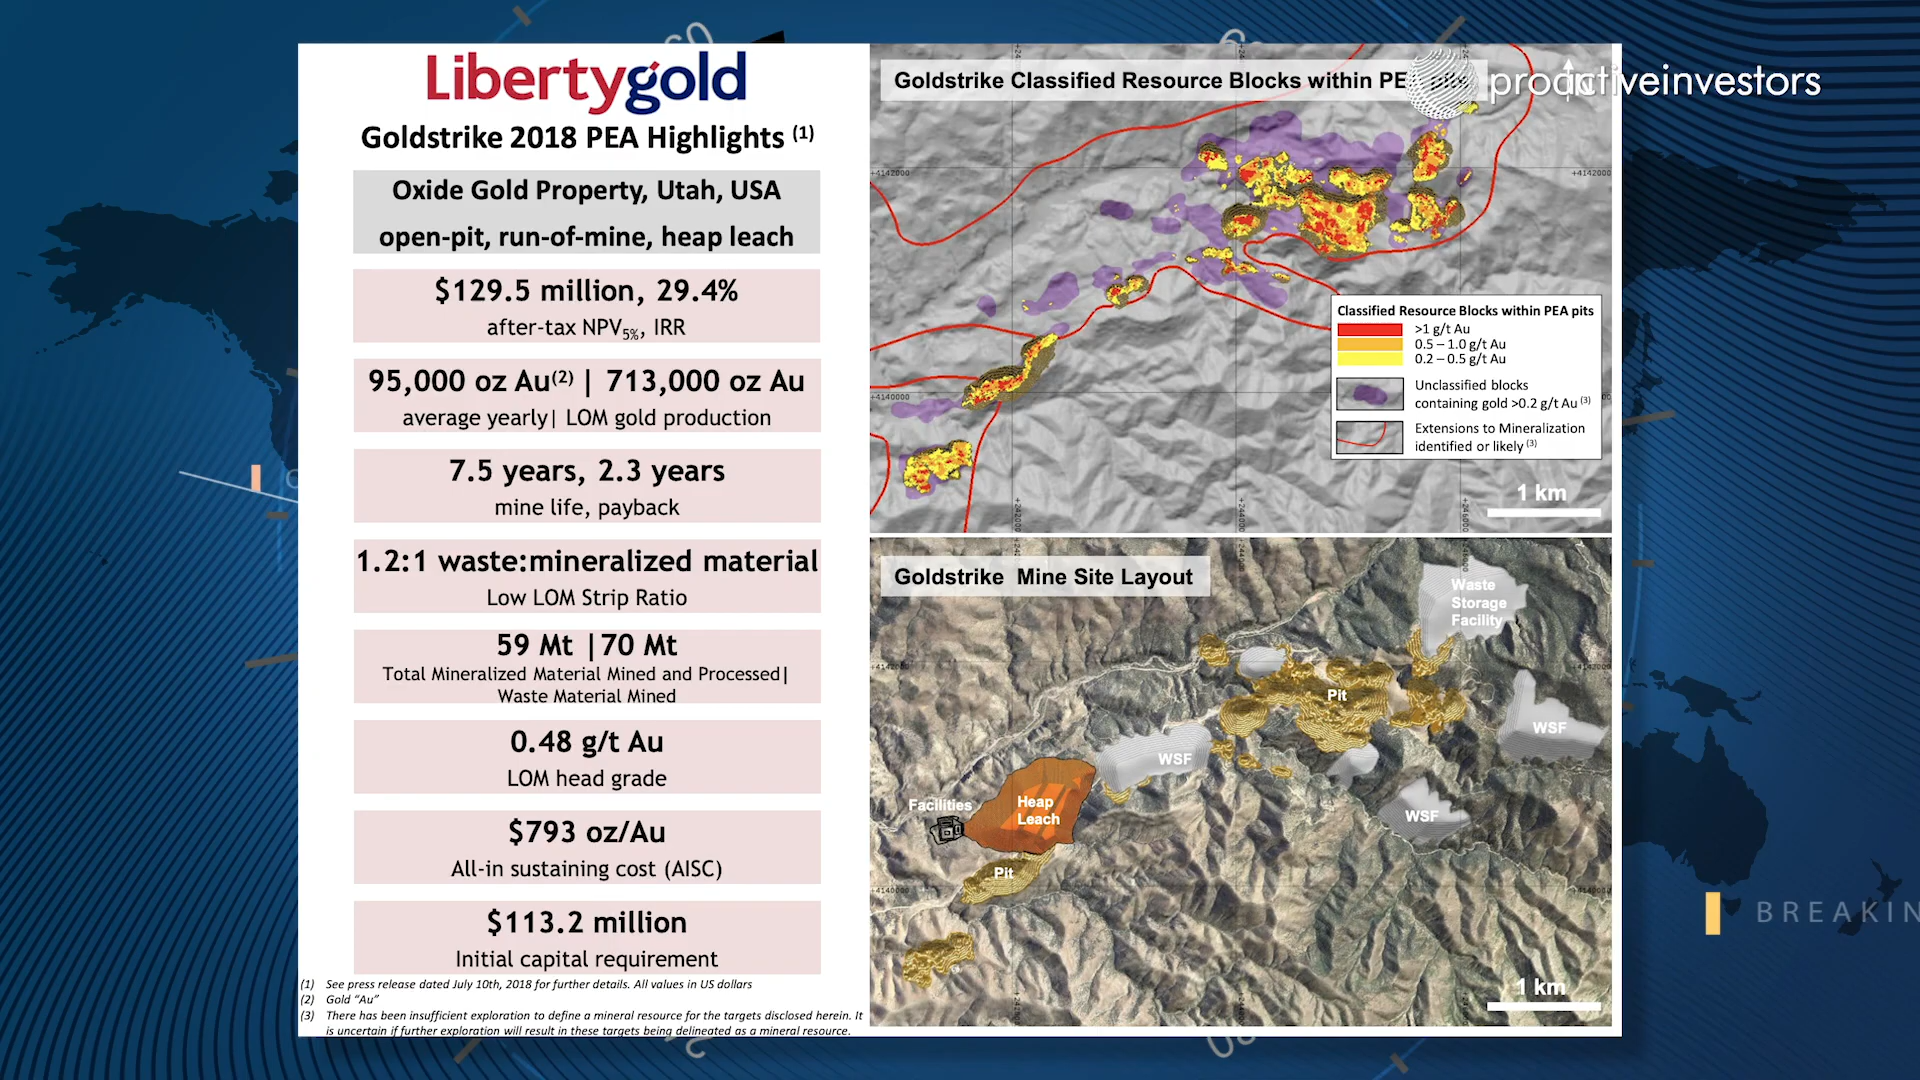 Libertygold
Goldstrike 2018 PEA Highlights (1)
Oxide Gold Property, Utah, USA
open-pit, run-of-mine, heap leach
$129.5 million, 29.4%
after-tax NPV5%, IRR
95,000 oz Au(2) | 713,000 oz Au
average yearly| LOM gold production
7.5 years, 2.3 years
mine life, payback
1.2:1 waste:mineralized material
Low LOM Strip Ratio
59 Mt |70 Mt
Total Mineralized Material Mined and Processed|
Waste Material Mined
0.48 g/t Au
LOM head grade
$793 oz/Au
All-in sustaining cost (AISC)
$113.2 million
Initial capital requirement
(1) See press release dated July 10th, 2018 for further details. All values in US dollars
(2) Gold “Au”
(3) There has been insufficient exploration to define a mineral resource for the targets disclosed herein. It
is uncertain if further exploration will result in these targets being delineated as a mineral resource.
Goldstrike Classified Resource Blocks within PEA pits
proactiveinvestors
+4142000
+4142000
+4140000
Classified Resource Blocks within PEA pits
>1 g/t Au
0.5 – 1.0 g/t Au
0.2 – 0.5 g/t Au
Unclassified blocks
containing gold >0.2 g/t Au (3)
Extensions to Mineralization
identified or likely (3)
1 km
Goldstrike Mine Site Layout
Waste
Storage
Facility
Pit
WSF
WSF
WSF
Facilities
Heap
Leach
Pit
+4140000
1 km
BREAKIN